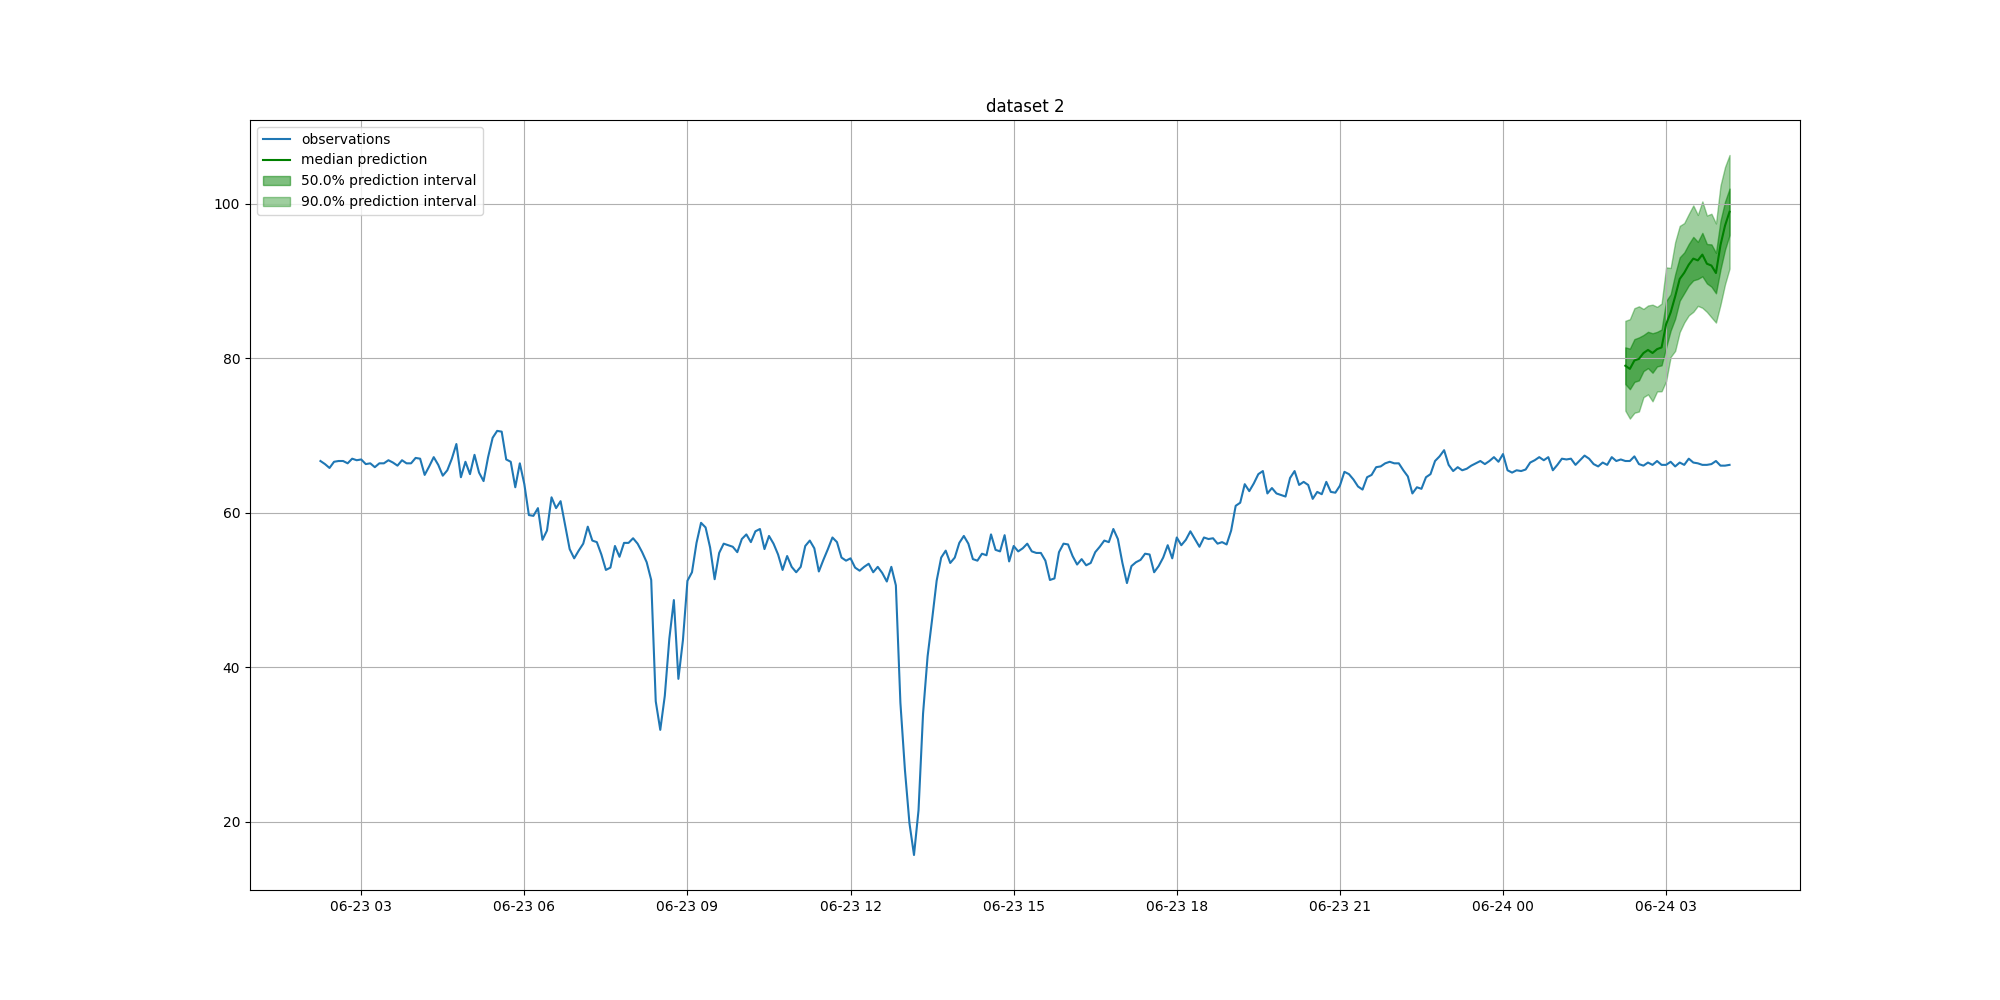 dataset 2
observations
median prediction
50.0% prediction interval
90.0% prediction interval
100
80
60
40
20
06-23 03
06-23 06
06-23 09
06-23 12
06-23 15
06-23 18
06-23 21
06-24 00
06-24 03